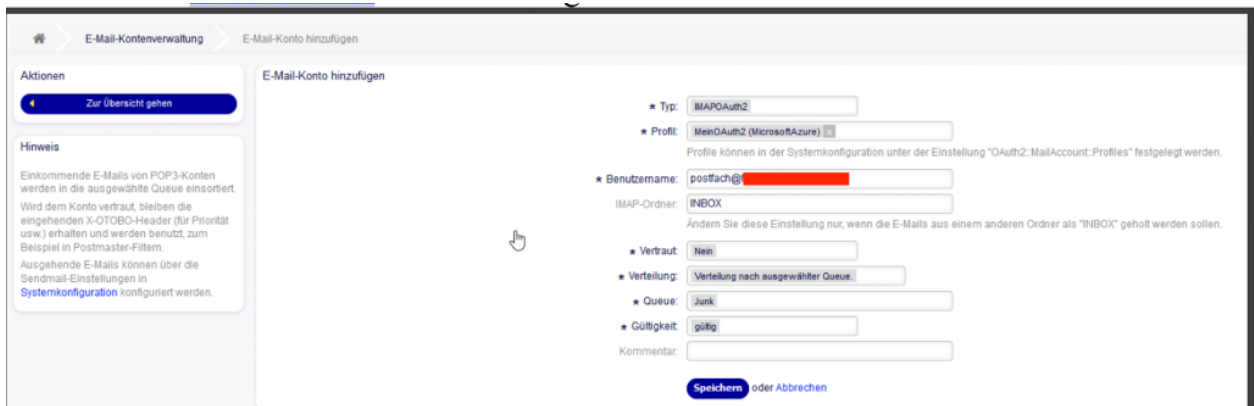 E-Mail-Kontenverwaltung
E-Mail-Konto hinzufügen
Aktionen
Zur Übersicht gehen
Hinweis
Einkommende E-Mails von POP3-Konten
werden in die ausgewählte Queue einsortiert.
Wird dem Konto vertraut, bleiben die
eingehenden X-OTOBO-Header (für Priorität
usw.) erhalten und werden benutzt, zum
Beispiel in Postmaster-Filtern.
Ausgehende E-Mails können über die
Sendmail-Einstellungen in
Systemkonfiguration konfiguriert werden.
E-Mail-Konto hinzufügen
★ Typ: IMAPOAuth2
★ Profil: MeinOAuth2 (MicrosoftAzure) x
Profile können in der Systemkonfiguration unter der Einstellung "OAuth2::MailAccount::Profiles" festgelegt werden.
★ Benutzername: postfach@
IMAP-Ordner: INBOX
Ändern Sie diese Einstellung nur, wenn die E-Mails aus einem anderen Ordner als "INBOX" geholt werden sollen.
★ Vertraut: Nein
★ Verteilung: Verteilung nach ausgewählter Queue.
★ Queue: Junk
★ Gültigkeit: gültig
Kommentar:
Speichern oder Abbrechen